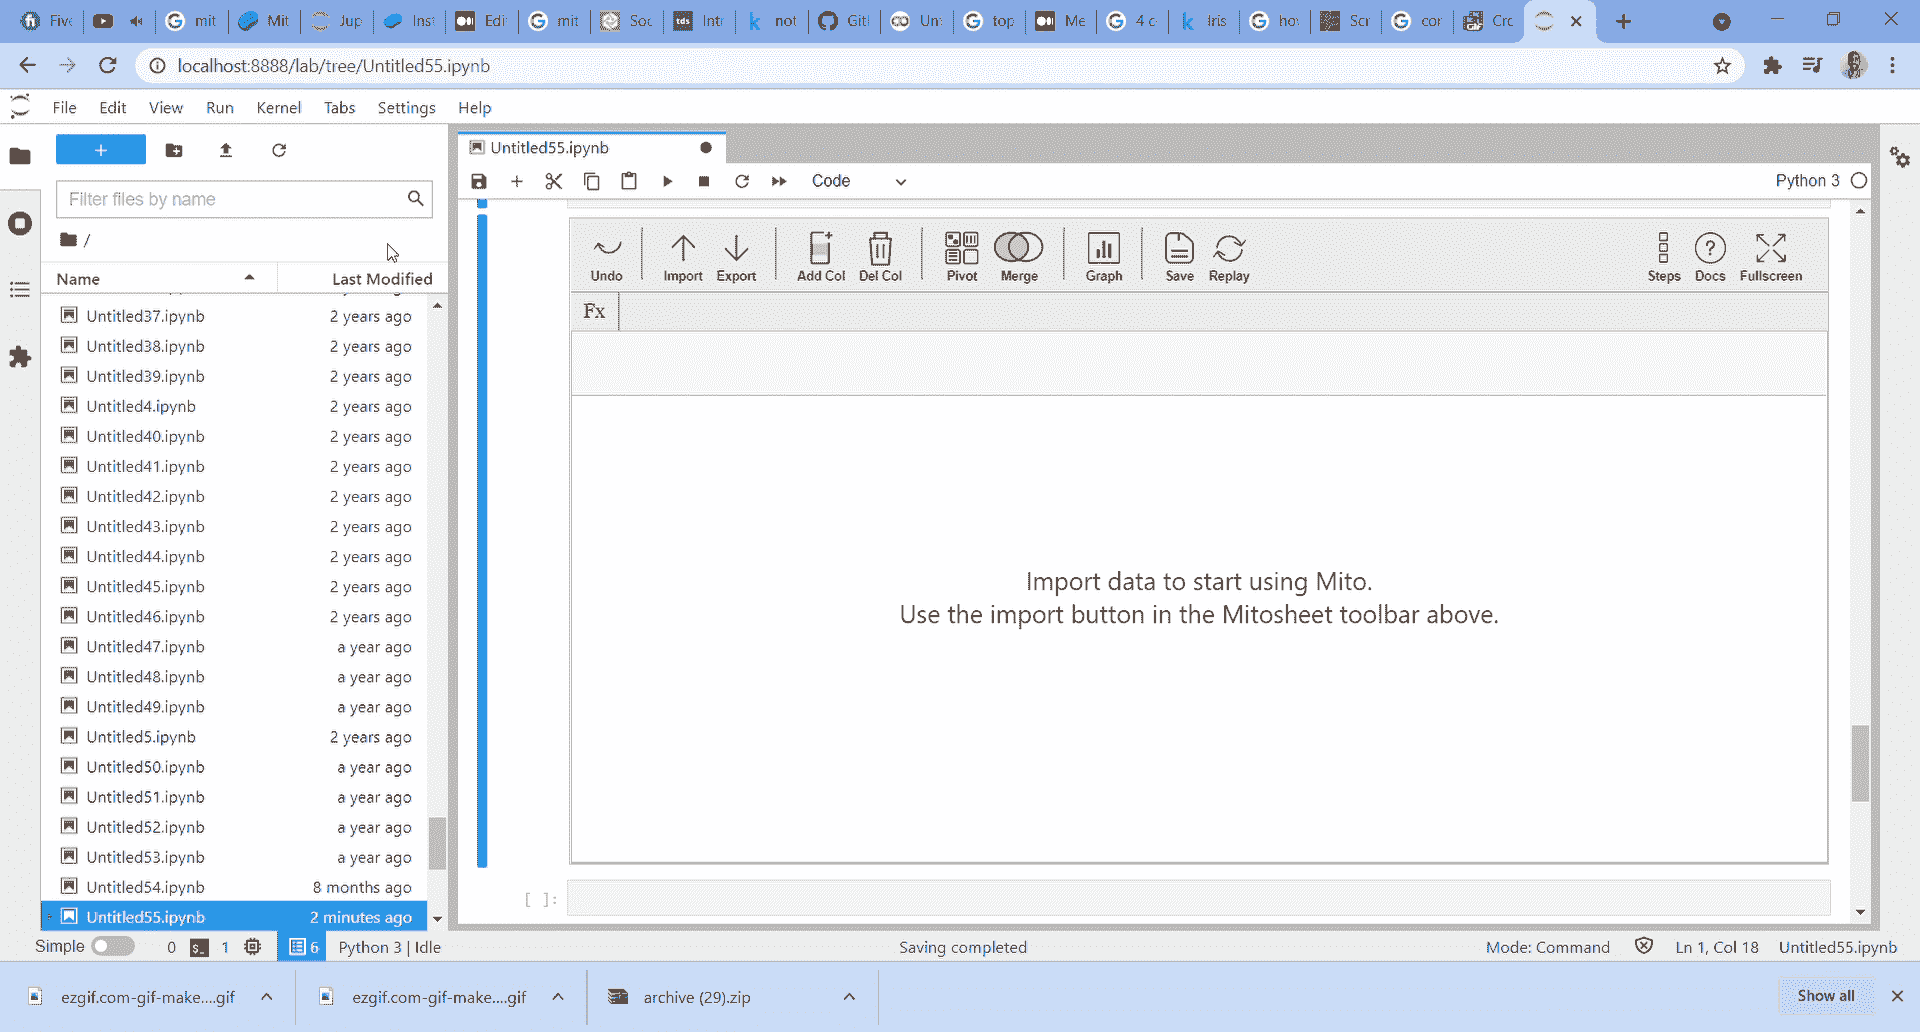 Five mit Mit Jup Inst Edi mit Soc tds Intr not Gitl Un top Me 4 c Iris hov Scr cor Crc
localhost:8888/lab/tree/Untitled55.ipynb
File Edit View Run Kernel Tabs Settings Help
+ Untitled55.ipynb
Code Python 3
Filter files by name
/
Name Last Modified
Undo Import Export Add Col Del Col Pivot Merge Graph Save Replay Steps Docs Fullscreen
Fx
Untitled37.ipynb 2 years ago
Untitled38.ipynb 2 years ago
Untitled39.ipynb 2 years ago
Untitled4.ipynb 2 years ago
Untitled40.ipynb 2 years ago
Untitled41.ipynb 2 years ago
Untitled42.ipynb 2 years ago
Untitled43.ipynb 2 years ago
Untitled44.ipynb 2 years ago
Untitled45.ipynb 2 years ago
Untitled46.ipynb 2 years ago
Untitled47.ipynb a year ago
Untitled48.ipynb a year ago
Untitled49.ipynb a year ago
Untitled5.ipynb 2 years ago
Untitled50.ipynb a year ago
Untitled51.ipynb a year ago
Untitled52.ipynb a year ago
Untitled53.ipynb a year ago
Untitled54.ipynb 8 months ago
Untitled55.ipynb 2 minutes ago
Import data to start using Mito.
Use the import button in the Mitosheet toolbar above.
[ ]:
Simple 0 $_ 1 6 Python 3 | Idle Saving completed Mode: Command Ln 1, Col 18 Untitled55.ipynb
ezgif.com-gif-make....gif ezgif.com-gif-make....gif archive (29).zip Show all